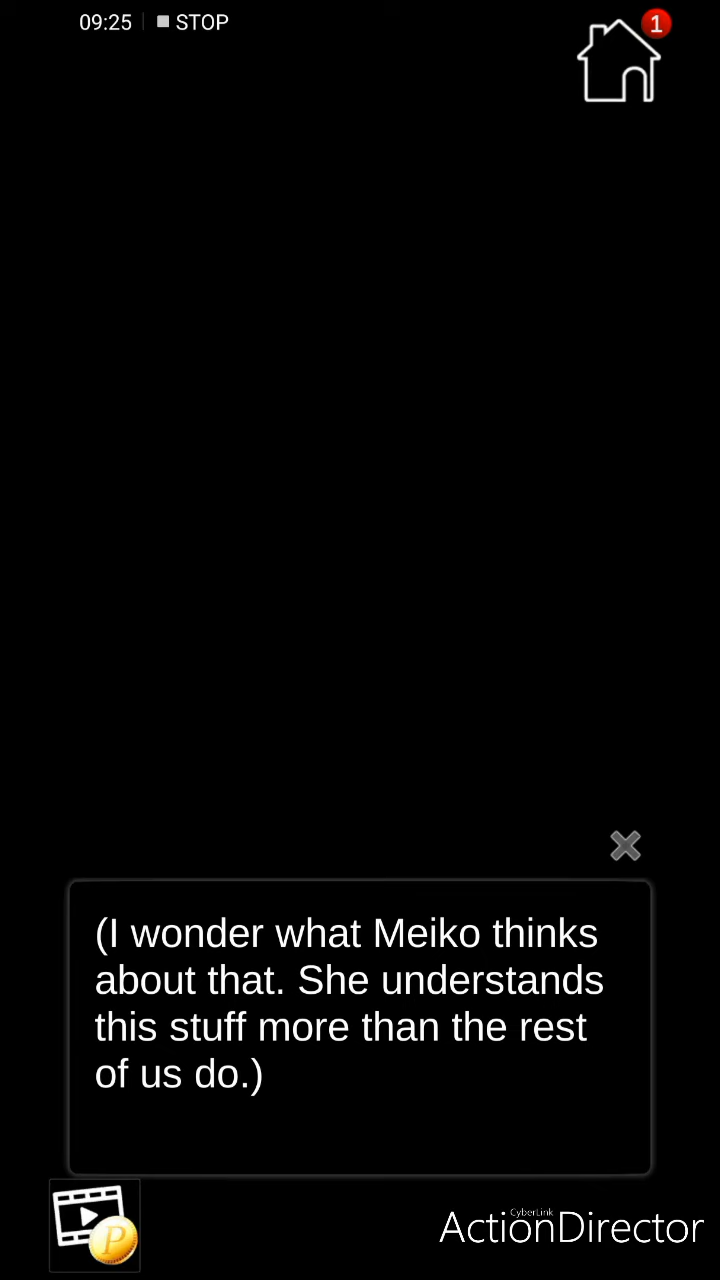 09:25
STOP
1
(I wonder what Meiko thinks
about that. She understands
this stuff more than the rest
of us do.)
P
CyberLink
ActionDirector